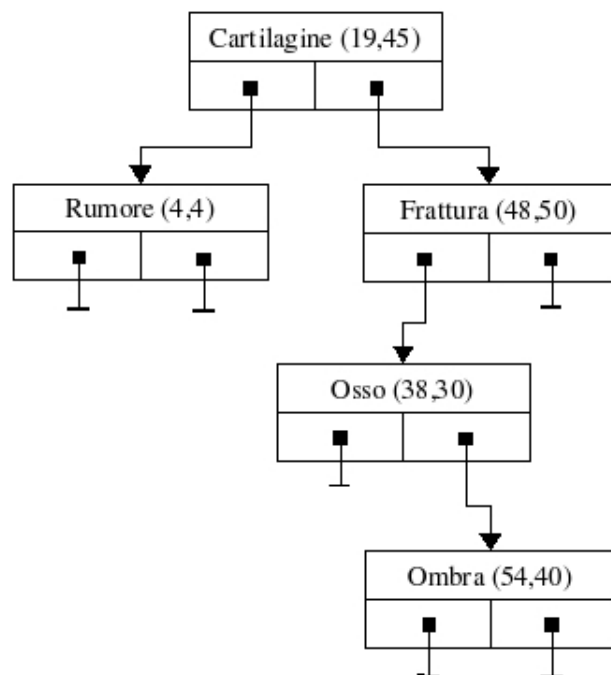 Cartilagine (19,45)
Rumore (4,4)
Frattura (48,50)
Osso (38,30)
Ombra (54,40)